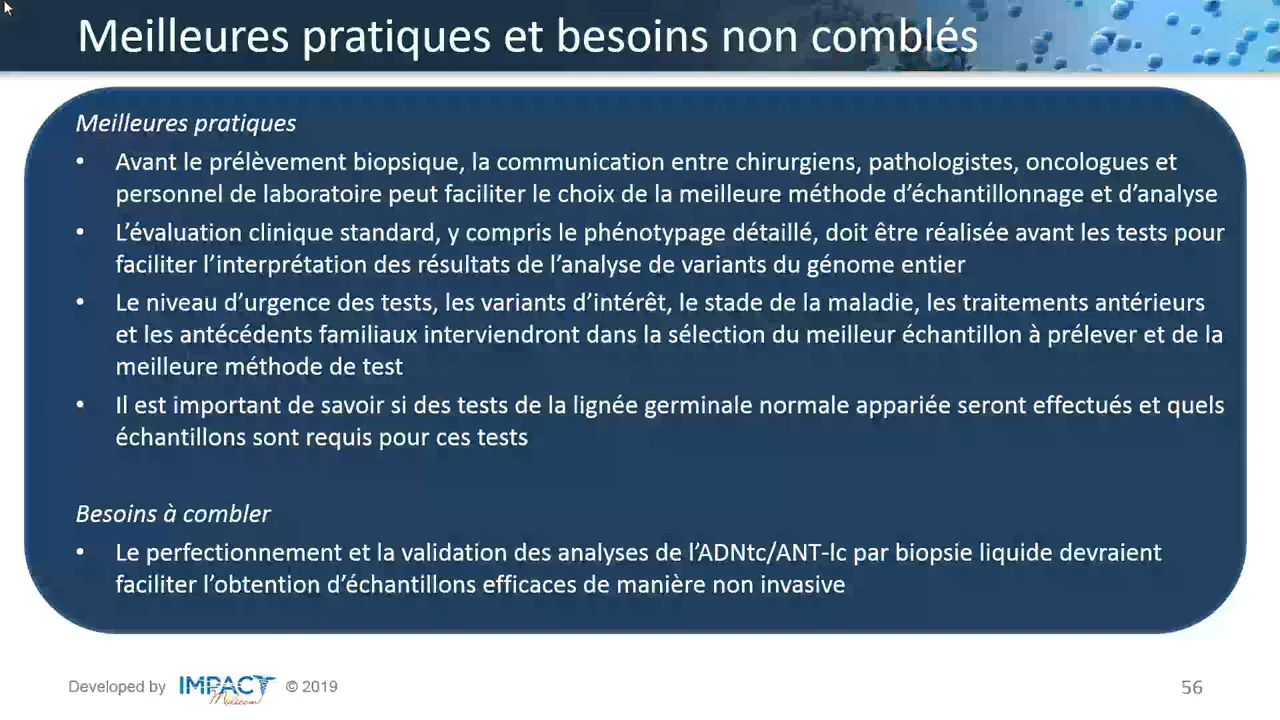 Meilleures pratiques et besoins non comblés
Meilleures pratiques
• Avant le prélèvement biopsique, la communication entre chirurgiens, pathologistes, oncologues et
personnel de laboratoire peut faciliter le choix de la meilleure méthode d’échantillonnage et d’analyse
• L’évaluation clinique standard, y compris le phénotypage détaillé, doit être réalisée avant les tests pour
faciliter l’interprétation des résultats de l’analyse de variants du génome entier
• Le niveau d’urgence des tests, les variants d’intérêt, le stade de la maladie, les traitements antérieurs
et les antécédents familiaux interviendront dans la sélection du meilleur échantillon à prélever et de la
meilleure méthode de test
• Il est important de savoir si des tests de la lignée germinale normale appariée seront effectués et quels
échantillons sont requis pour ces tests
Besoins à combler
• Le perfectionnement et la validation des analyses de l’ADNtc/ANT-lc par biopsie liquide devraient
faciliter l’obtention d’échantillons efficaces de manière non invasive
Developed by IMPACT Medicom © 2019
56